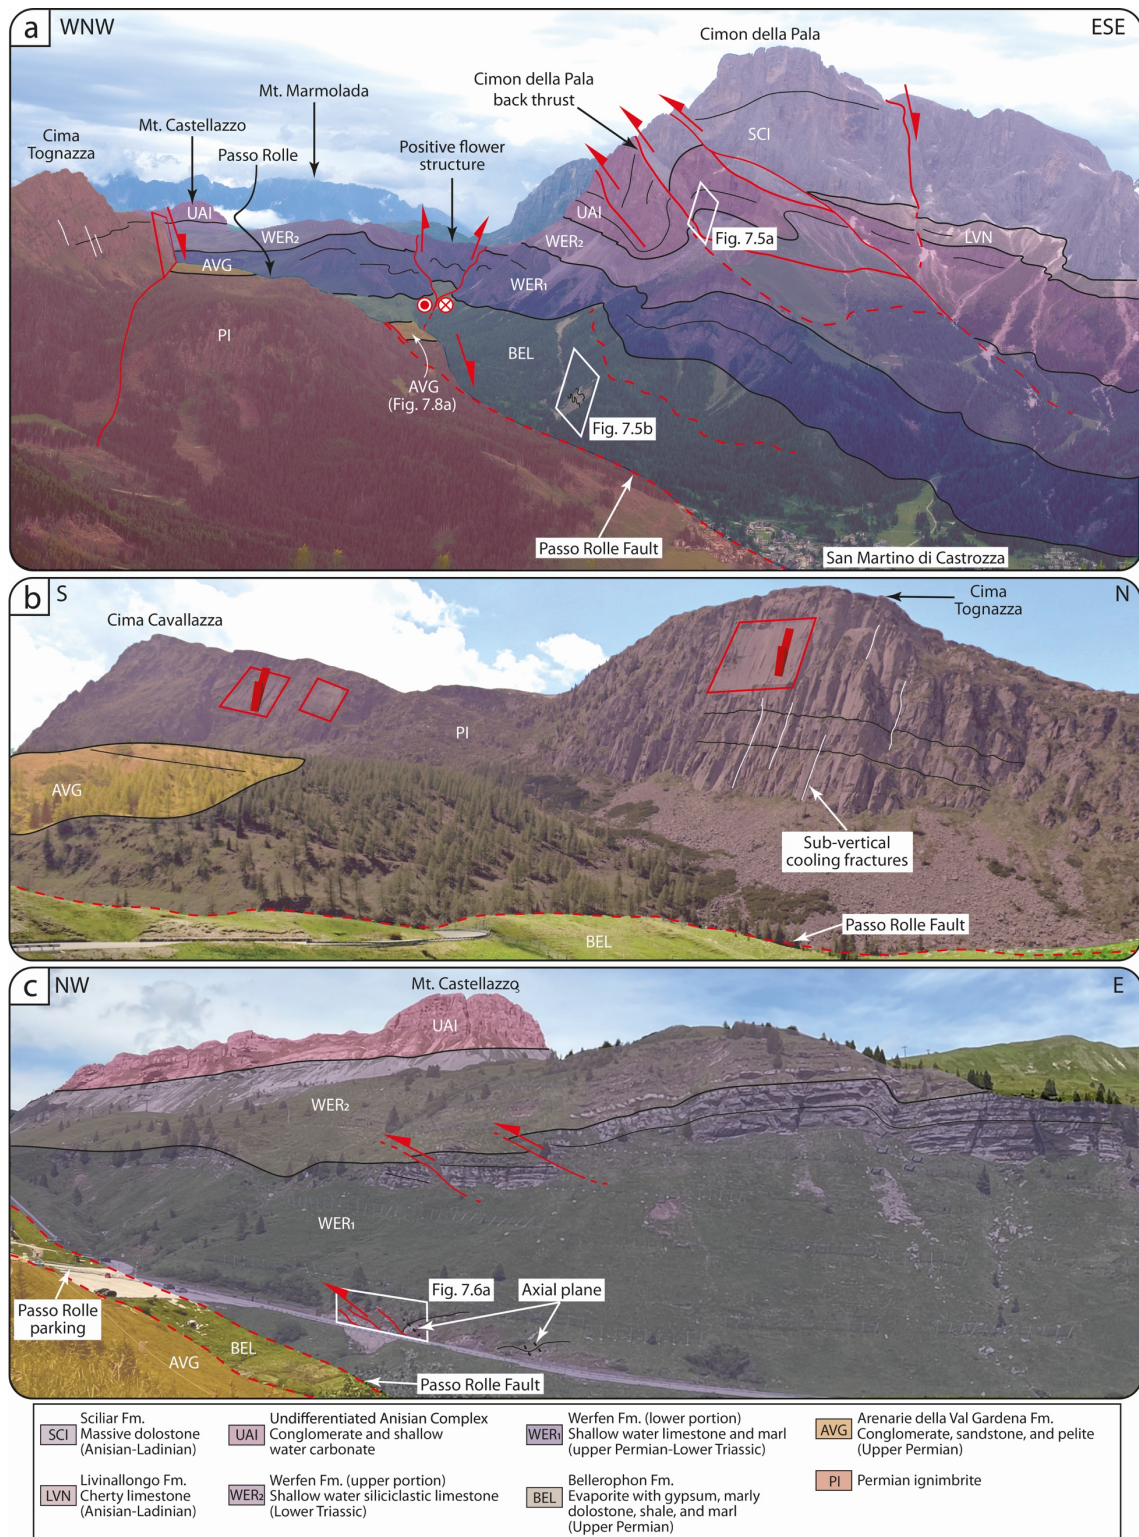 a
WNW
ESE
Cimon della Pala
Cimon della Pala
back thrust
Mt. Marmolada
Mt. Castellazzo
Cima
Tognazza
Passo Rolle
Positive flower
structure
SCI
UAI
UAI
WER2
WER2
LVN
Fig. 7.5a
AVG
WER1
PI
BEL
AVG
(Fig. 7.8a)
Fig. 7.5b
Passo Rolle Fault
San Martino di Castrozza
b
S
N
Cima Cavallazza
Cima
Tognazza
PI
AVG
Sub-vertical
cooling fractures
Passo Rolle Fault
BEL
c
NW
E
Mt. Castellazzo
UAI
WER2
WER1
Fig. 7.6a
Axial plane
Passo Rolle
parking
BEL
AVG
Passo Rolle Fault
SCI
Sciliar Fm.
Massive dolostone
(Anisian-Ladinian)
LVN
Livinallongo Fm.
Cherty limestone
(Anisian-Ladinian)
UAI
Undifferentiated Anisian Complex
Conglomerate and shallow
water carbonate
WER2
Werfen Fm. (upper portion)
Shallow water siliciclastic limestone
(Lower Triassic)
WER1
Werfen Fm. (lower portion)
Shallow water limestone and marl
(upper Permian-Lower Triassic)
BEL
Bellerophon Fm.
Evaporite with gypsum, marly
dolostone, shale, and marl
(Upper Permian)
AVG
Arenarie della Val Gardena Fm.
Conglomerate, sandstone, and pelite
(Upper Permian)
PI
Permian ignimbrite